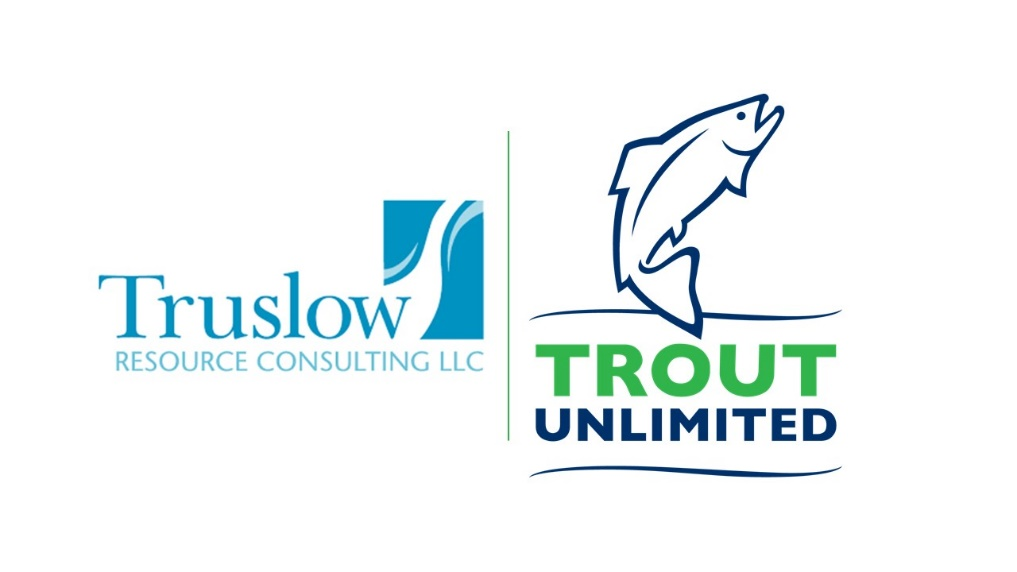 Truslow
RESOURCE CONSULTING LLC
TROUT
UNLIMITED